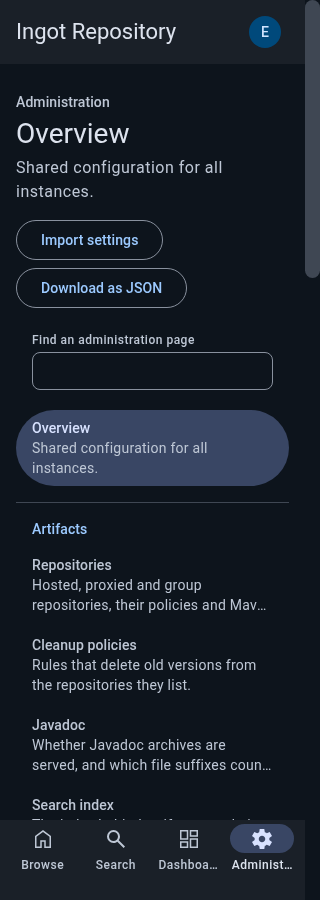 Ingot Repository
E
Administration
Overview
Shared configuration for all
instances.
Import settings
Download as JSON
Find an administration page
Overview
Shared configuration for all
instances.
Artifacts
Repositories
Hosted, proxied and group
repositories, their policies and Mav…
Cleanup policies
Rules that delete old versions from
the repositories they list.
Javadoc
Whether Javadoc archives are
served, and which file suffixes coun…
Search index
Browse
Search
Dashboa…
Administ…